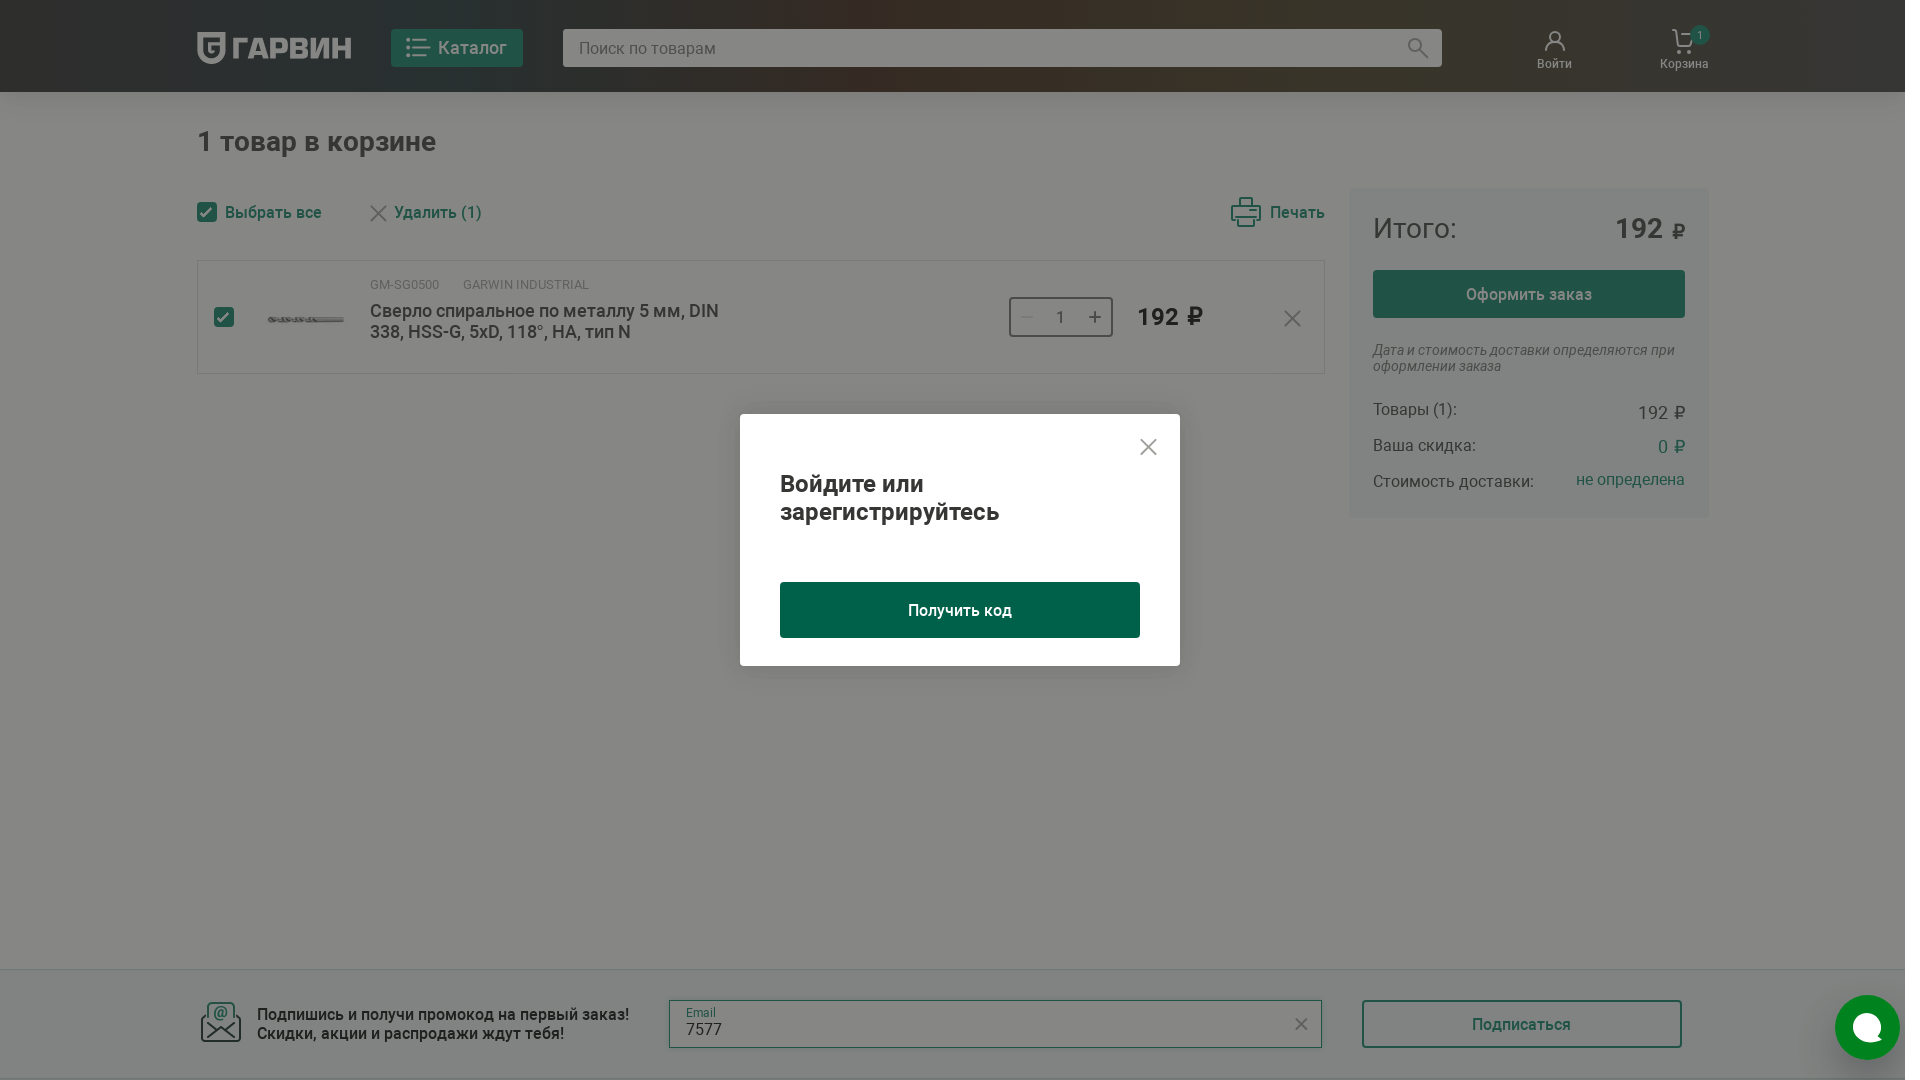 ГАРВИН
Каталог
Поиск по товарам
Войти
1
Корзина
1 товар в корзине
Выбрать все
Удалить (1)
Печать
GM-SG0500 GARWIN INDUSTRIAL
Сверло спиральное по металлу 5 мм, DIN
338, HSS-G, 5xD, 118°, HA, тип N
1
192 ₽
Итого: 192 ₽
Оформить заказ
Дата и стоимость доставки определяются при
оформлении заказа
Товары (1): 192 ₽
Ваша скидка: 0 ₽
Стоимость доставки: не определена
Войдите или
зарегистрируйтесь
Получить код
Подпишись и получи промокод на первый заказ!
Скидки, акции и распродажи ждут тебя!
Email
7577
Подписаться